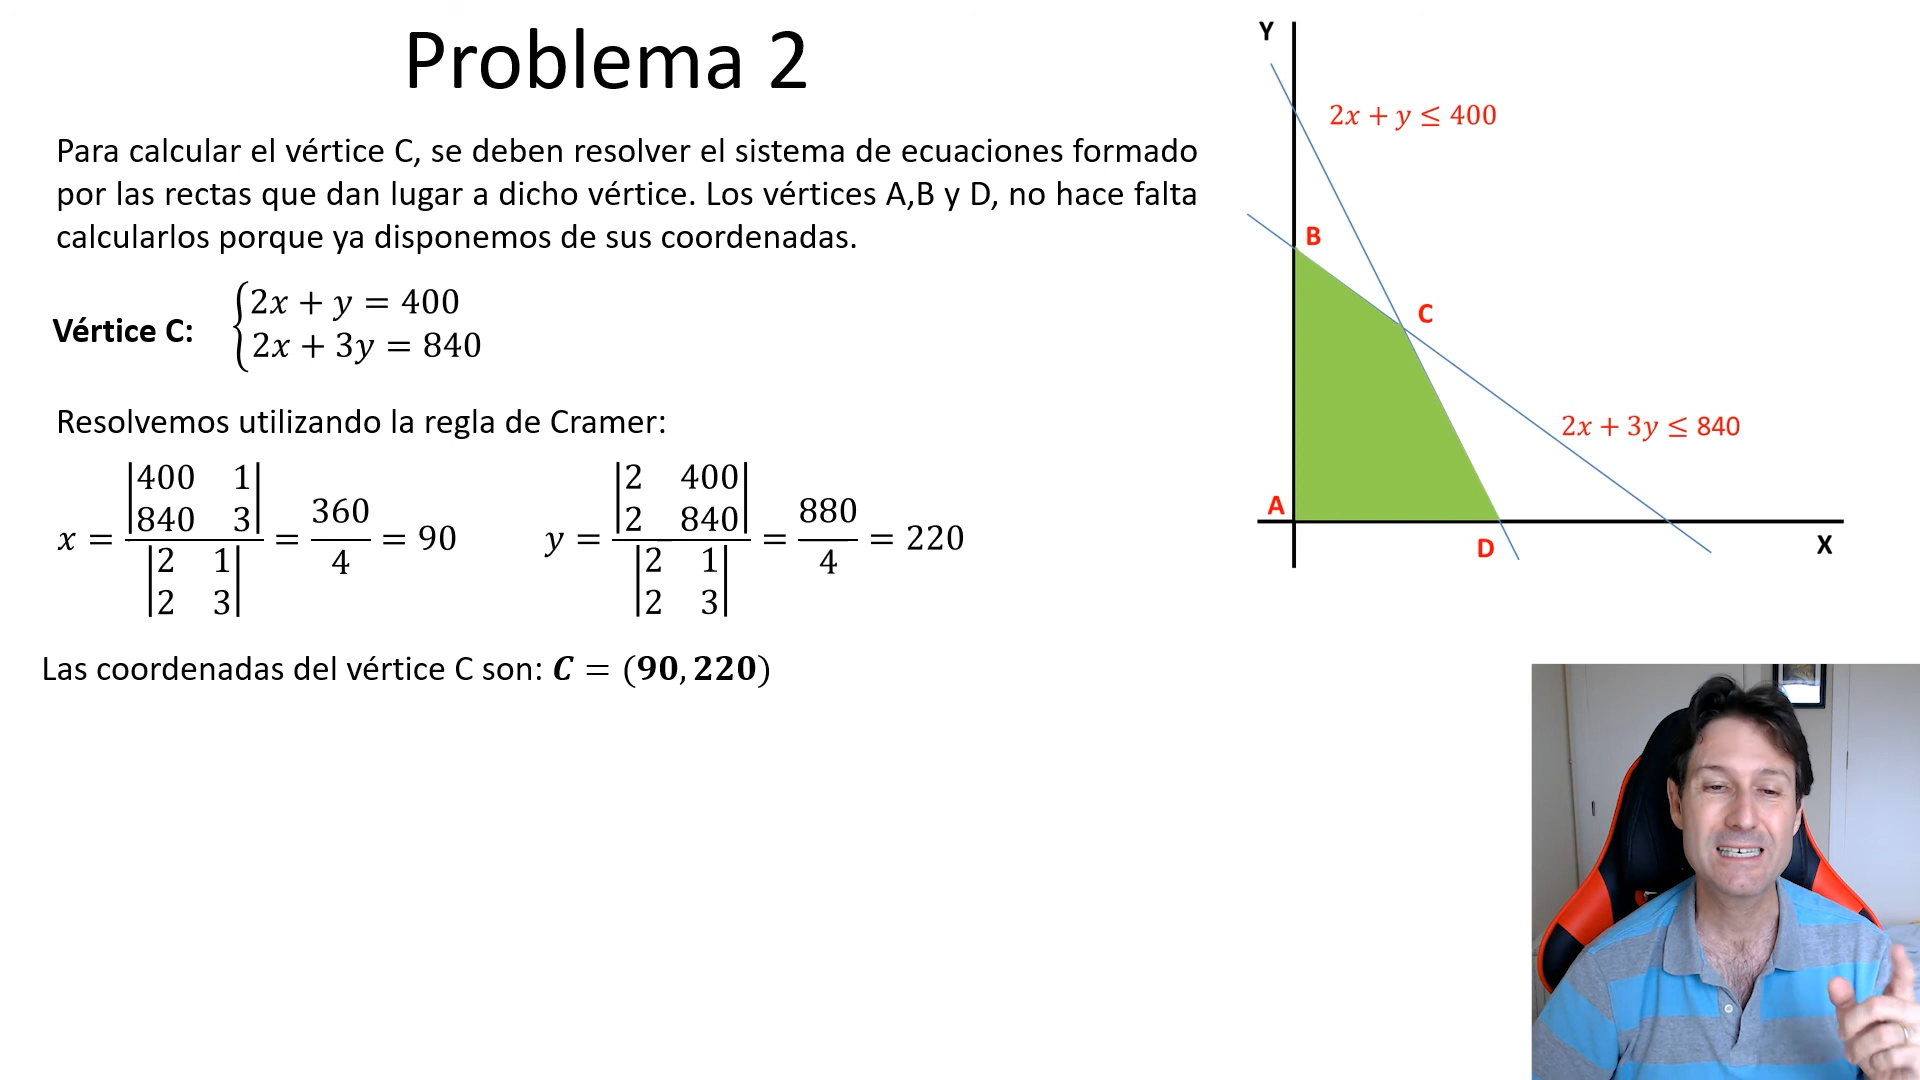 Problema 2
Para calcular el vértice C, se deben resolver el sistema de ecuaciones formado
por las rectas que dan lugar a dicho vértice. Los vértices A,B y D, no hace falta
calcularlos porque ya disponemos de sus coordenadas.
Vértice C:
2x + y = 400
2x + 3y = 840
Resolvemos utilizando la regla de Cramer:
x = |400 1; 840 3| / |2 1; 2 3| = 360/4 = 90
y = |2 400; 2 840| / |2 1; 2 3| = 880/4 = 220
Las coordenadas del vértice C son: C = (90, 220)
Y
2x + y ≤ 400
B
C
2x + 3y ≤ 840
A
D
X